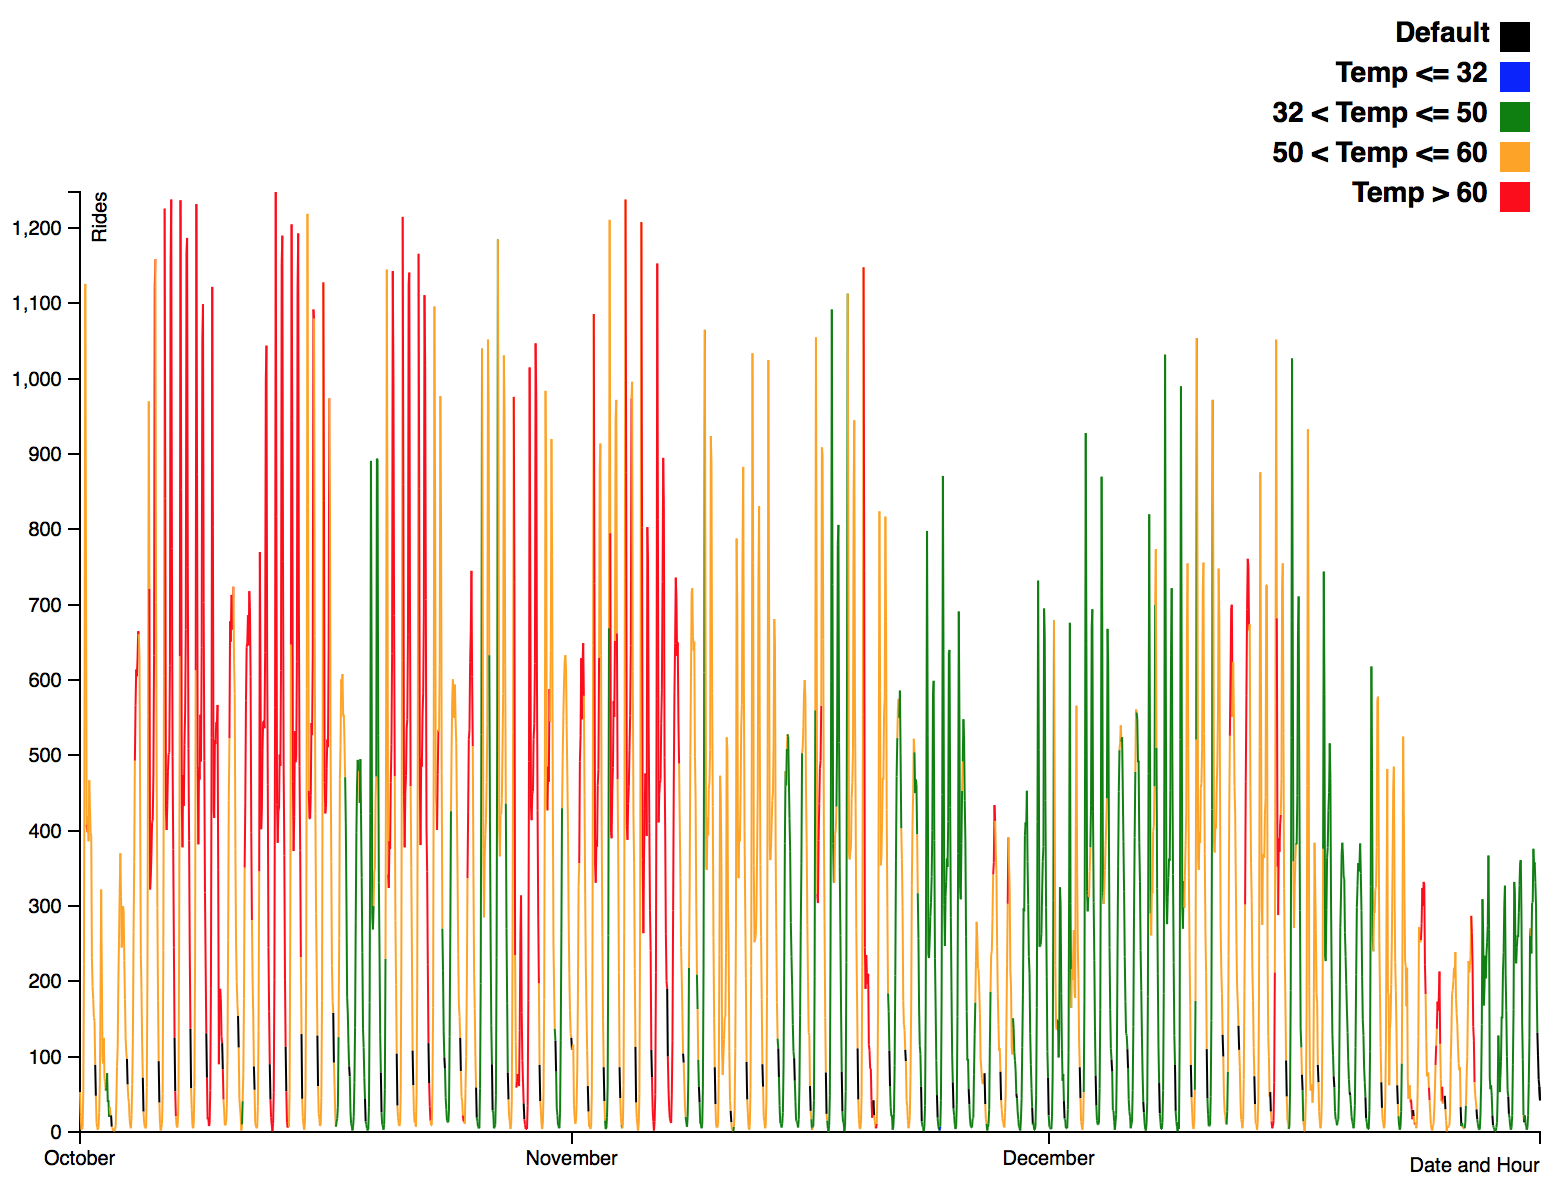 Default
Temp <= 32
32 < Temp <= 50
50 < Temp <= 60
Temp > 60
Rides
1,200
1,100
1,000
900
800
700
600
500
400
300
200
100
0
October
November
December
Date and Hour